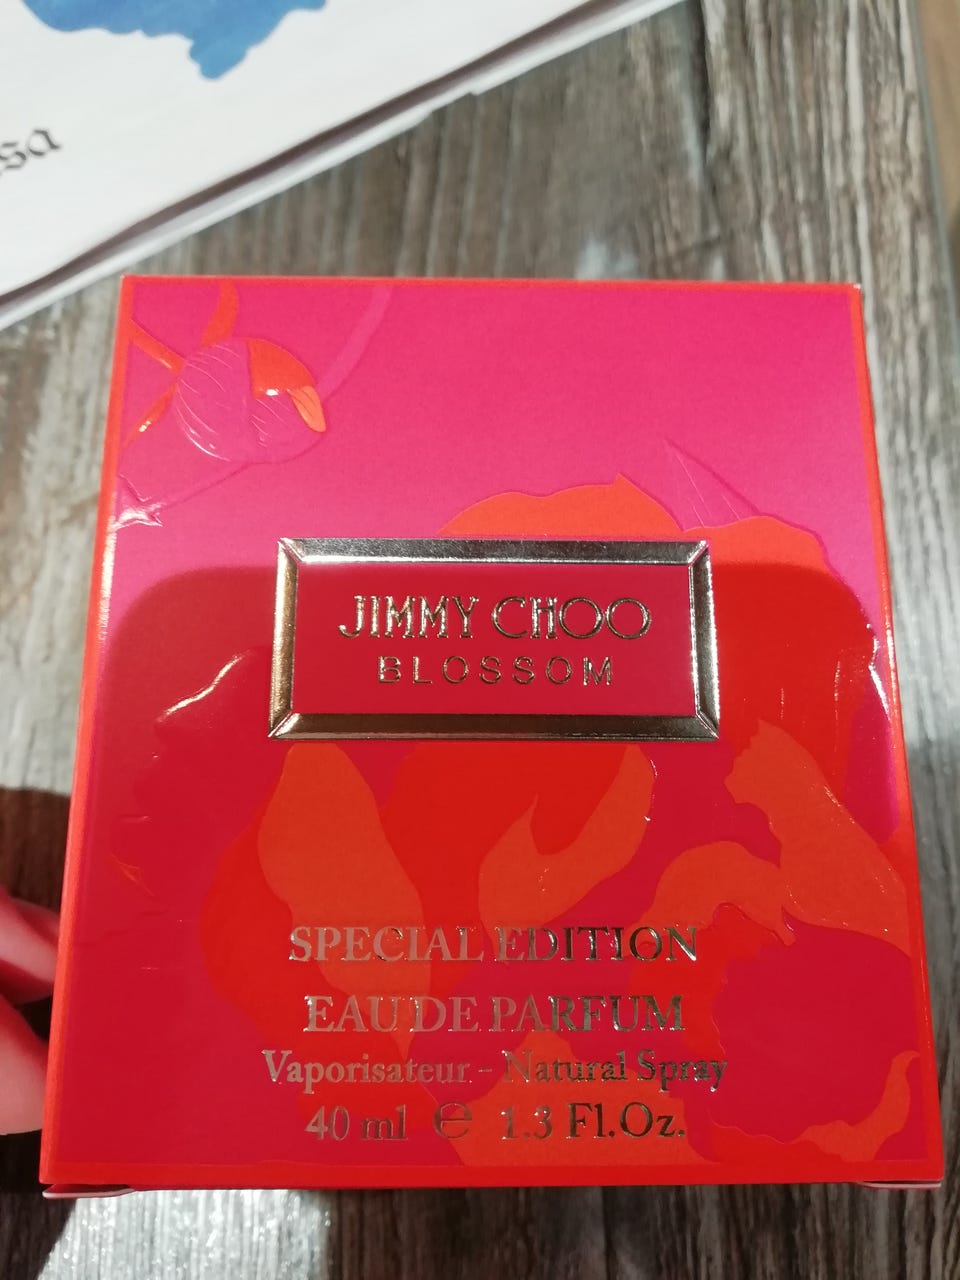 JIMMY CHOO
BLOSSOM
SPECIAL EDITION
EAU DE PARFUM
Vaporisateur - Natural Spray
40 ml ℮ 1.3 Fl.Oz.